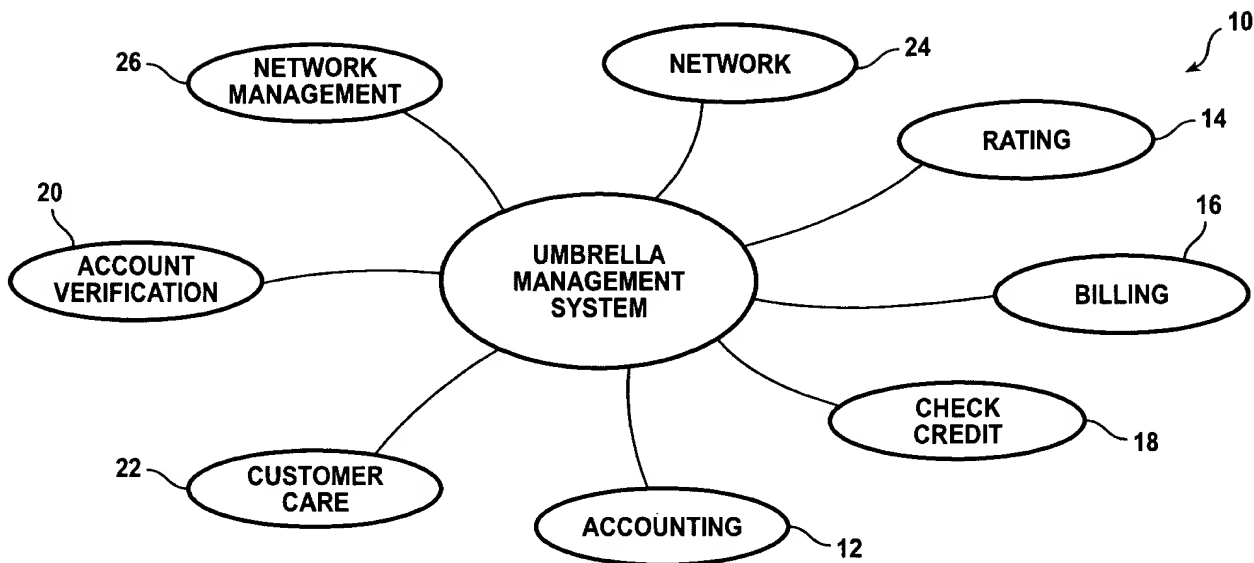 10
26
NETWORK
MANAGEMENT
NETWORK
24
RATING
14
20
ACCOUNT
VERIFICATION
UMBRELLA
MANAGEMENT
SYSTEM
16
BILLING
CHECK
CREDIT
18
22
CUSTOMER
CARE
ACCOUNTING
12